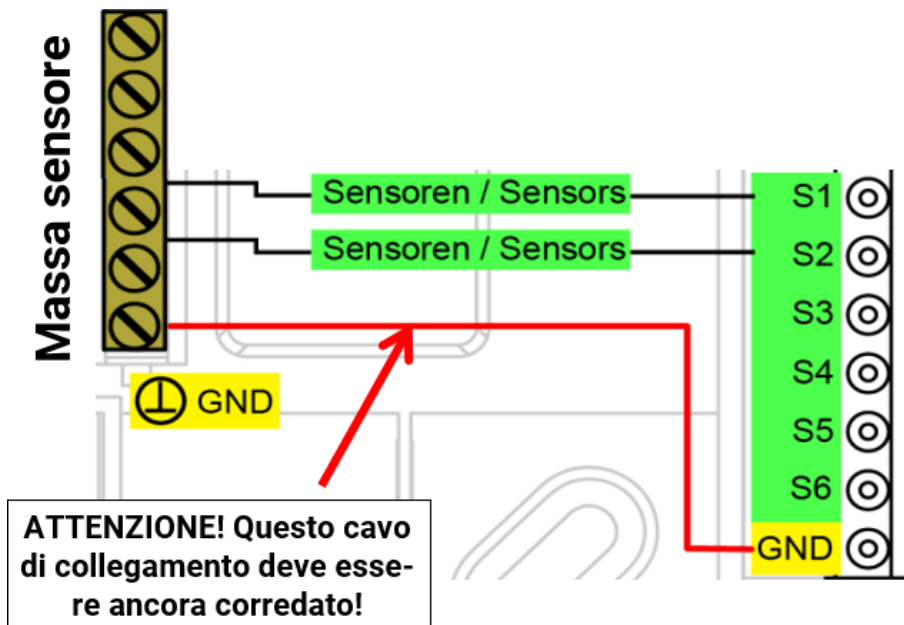 Massa sensore
Sensoren / Sensors
S1
Sensoren / Sensors
S2
S3
S4
S5
S6
GND
GND
ATTENZIONE! Questo cavo
di collegamento deve esse-
re ancora corredato!